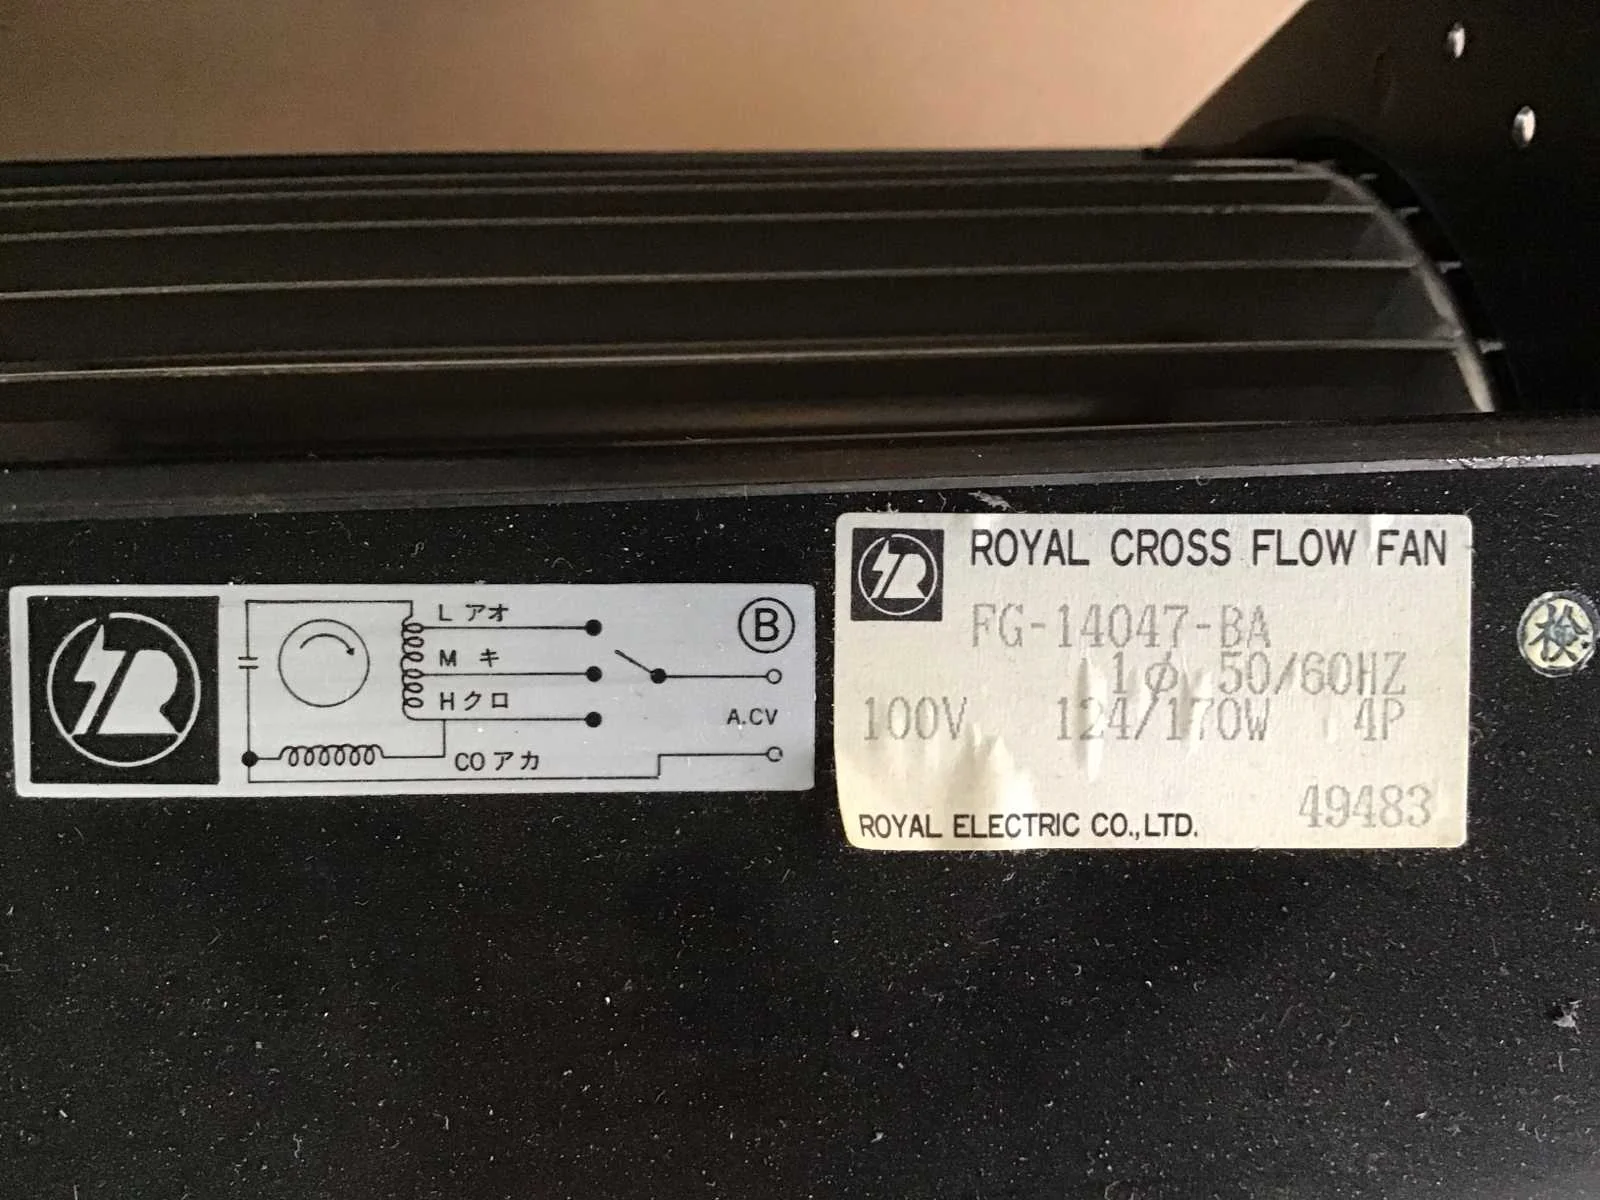 L アオ
M キ
H クロ
CO アカ
Ⓑ
A.CV
ROYAL CROSS FLOW FAN
FG-14047-BA
1φ 50/60HZ
100V 124/170W 4P
49483
ROYAL ELECTRIC CO.,LTD.
検